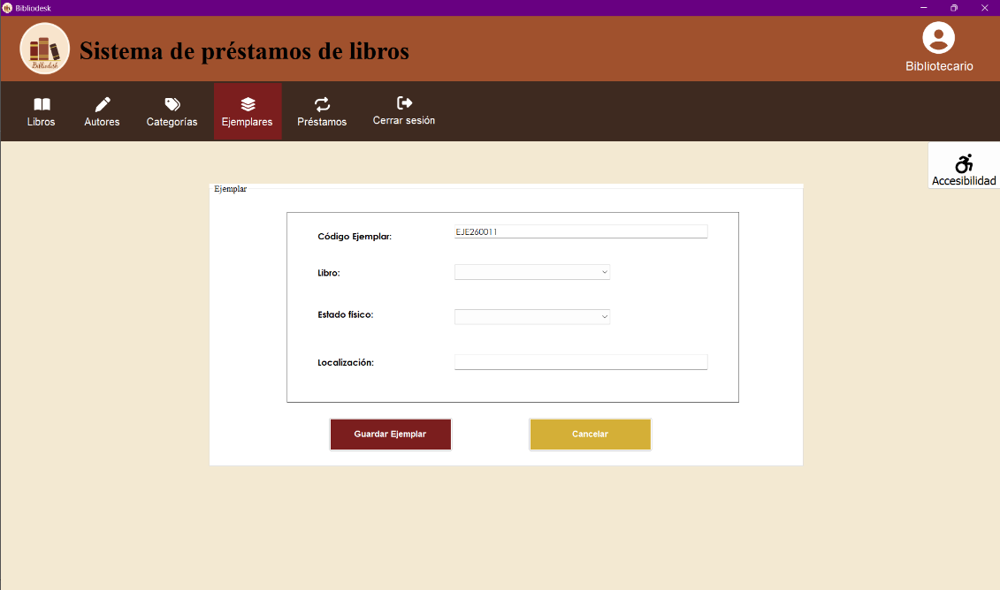 Bibliodesk
Bibliodesk
Sistema de préstamos de libros
Bibliotecario
Libros
Autores
Categorías
Ejemplares
Préstamos
Cerrar sesión
Accesibilidad
Ejemplar
Código Ejemplar:
EJE260011
Libro:
Estado físico:
Localización:
Guardar Ejemplar
Cancelar